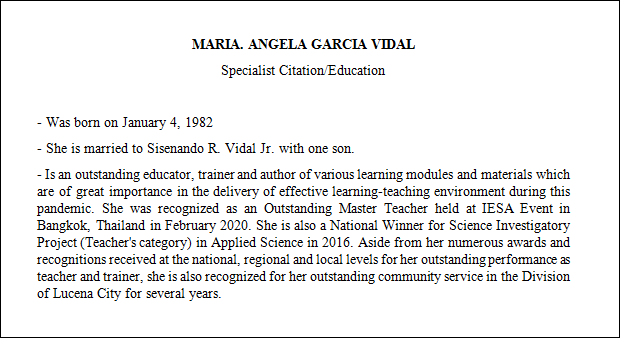 MARIA. ANGELA GARCIA VIDAL
Specialist Citation/Education
- Was born on January 4, 1982
- She is married to Sisenando R. Vidal Jr. with one son.
- Is an outstanding educator, trainer and author of various learning modules and materials which
are of great importance in the delivery of effective learning-teaching environment during this
pandemic. She was recognized as an Outstanding Master Teacher held at IESA Event in
Bangkok, Thailand in February 2020. She is also a National Winner for Science Investigatory
Project (Teacher's category) in Applied Science in 2016. Aside from her numerous awards and
recognitions received at the national, regional and local levels for her outstanding performance as
teacher and trainer, she is also recognized for her outstanding community service in the Division
of Lucena City for several years.